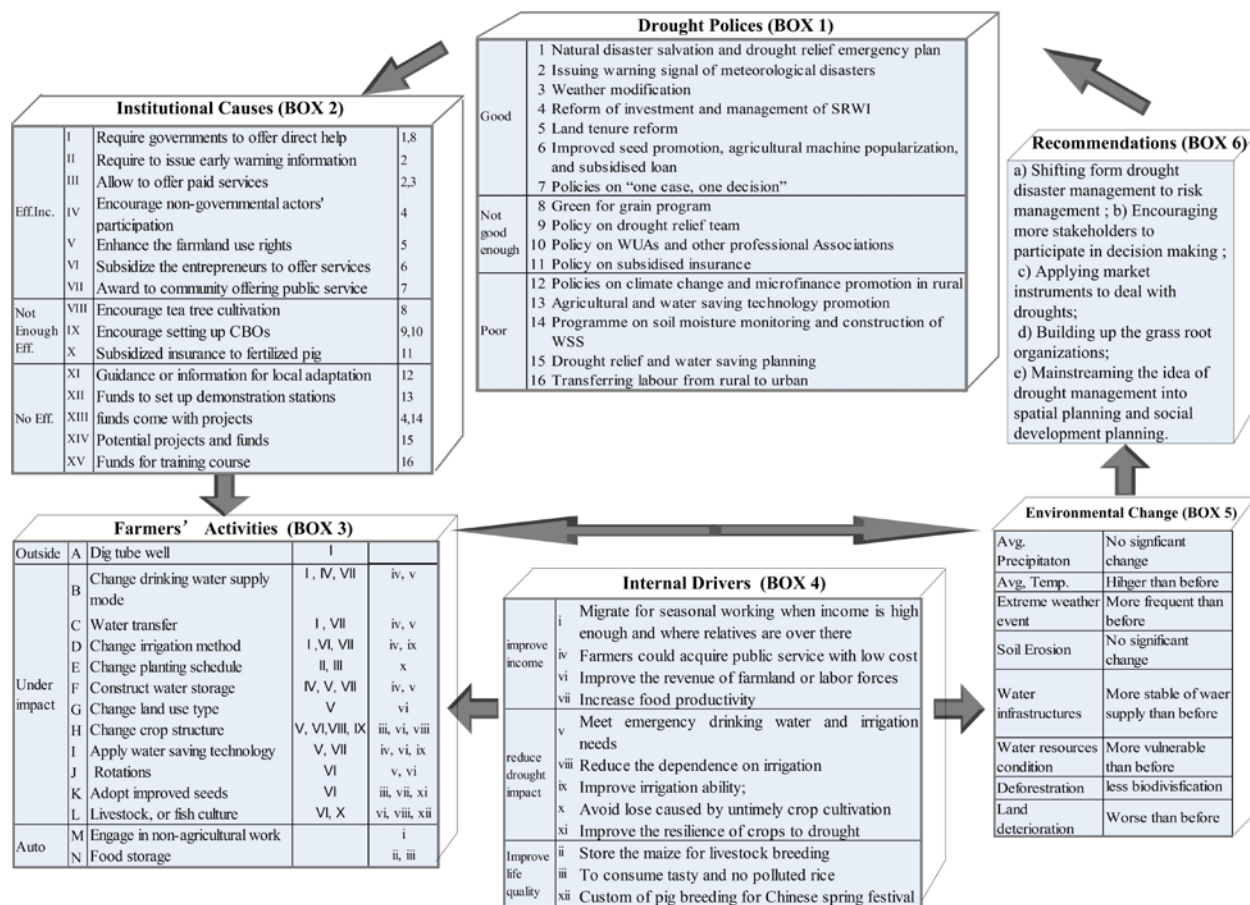 Drought Polices (BOX 1)
Good
1 Natural disaster salvation and drought relief emergency plan
2 Issuing warning signal of meteorological disasters
3 Weather modification
4 Reform of investment and management of SRWI
5 Land tenure reform
6 Improved seed promotion, agricultural machine popularization,
and subsidised loan
7 Policies on “one case, one decision”
Not
good
enough
8 Green for grain program
9 Policy on drought relief team
10 Policy on WUAs and other professional Associations
11 Policy on subsidised insurance
Poor
12 Policies on climate change and microfinance promotion in rural
13 Agricultural and water saving technology promotion
14 Programme on soil moisture monitoring and construction of
WSS
15 Drought relief and water saving planning
16 Transferring labour from rural to urban
Institutional Causes (BOX 2)
Eff.Inc.
I Require governments to offer direct help 1,8
II Require to issue early warning information 2
III Allow to offer paid services 2,3
IV Encourage non-governmental actors'
participation 4
V Enhance the farmland use rights 5
VI Subsidize the entrepreneurs to offer services 6
VII Award to community offering public service 7
Not
Enough
Eff.
VIII Encourage tea tree cultivation 8
IX Encourage setting up CBOs 9,10
X Subsidized insurance to fertilized pig 11
No Eff.
XI Guidance or information for local adaptation 12
XII Funds to set up demonstration stations 13
XIII funds come with projects 4,14
XIV Potential projects and funds 15
XV Funds for training course 16
Farmers’ Activities (BOX 3)
Outside A Dig tube well I
Under
impact
B Change drinking water supply
mode I, IV, VII iv, v
C Water transfer I, VII iv, v
D Change irrigation method I,VI, VII iv, ix
E Change planting schedule II, III x
F Construct water storage IV, V, VII iv, v
G Change land use type V vi
H Change crop structure V, VI,VIII, IX iii, vi, viii
I Apply water saving technology V, VII iv, vi, ix
J Rotations VI v, vi
K Adopt improved seeds VI iii, vii, xi
L Livestock, or fish culture VI, X vi, viii, xii
Auto
M Engage in non-agricultural work i
N Food storage ii, iii
Internal Drivers (BOX 4)
improve
income
i Migrate for seasonal working when income is high
enough and where relatives are over there
iv Farmers could acquire public service with low cost
vi Improve the revenue of farmland or labor forces
vii Increase food productivity
reduce
drought
impact
v Meet emergency drinking water and irrigation
needs
viii Reduce the dependence on irrigation
ix Improve irrigation ability;
x Avoid lose caused by untimely crop cultivation
xi Improve the resilience of crops to drought
Improve
life
quality
ii Store the maize for livestock breeding
iii To consume tasty and no polluted rice
xii Custom of pig breeding for Chinese spring festival
Environmental Change (BOX 5)
Avg.
Precipitaton
No signficant
change
Avg, Temp. Hihger than before
Extreme weather
event
More frequent than
before
Soil Erosion
No significant
change
Water
infrastructures
More stable of waer
supply than before
Water resources
condition
More vulnerable
than before
Deforestration less biodivisfication
Land
deterioration
Worse than before
Recommendations (BOX 6)
a) Shifting form drought
disaster management to risk
management ; b) Encouraging
more stakeholders to
participate in decision making ;
c) Applying market
instruments to deal with
droughts;
d) Building up the grass root
organizations;
e) Mainstreaming the idea of
drought management into
spatial planning and social
development planning.